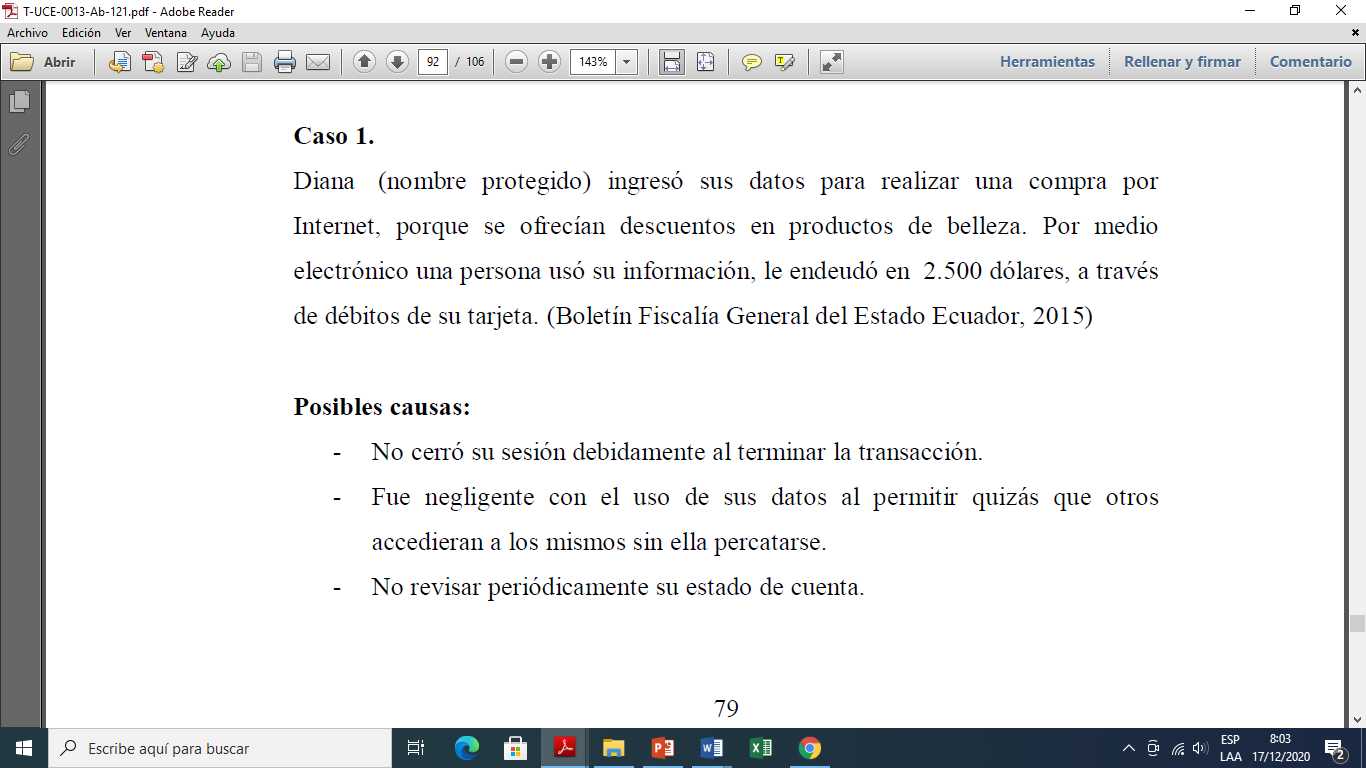 T-UCE-0013-Ab-121.pdf - Adobe Reader
Archivo Edición Ver Ventana Ayuda
Abrir 92 / 106 143% Herramientas Rellenar y firmar Comentario
Caso 1.
Diana (nombre protegido) ingresó sus datos para realizar una compra por
Internet, porque se ofrecían descuentos en productos de belleza. Por medio
electrónico una persona usó su información, le endeudó en 2.500 dólares, a través
de débitos de su tarjeta. (Boletín Fiscalía General del Estado Ecuador, 2015)
Posibles causas:
- No cerró su sesión debidamente al terminar la transacción.
- Fue negligente con el uso de sus datos al permitir quizás que otros
accedieran a los mismos sin ella percatarse.
- No revisar periódicamente su estado de cuenta.
79
Escribe aquí para buscar
ESP 8:03
LAA 17/12/2020 2